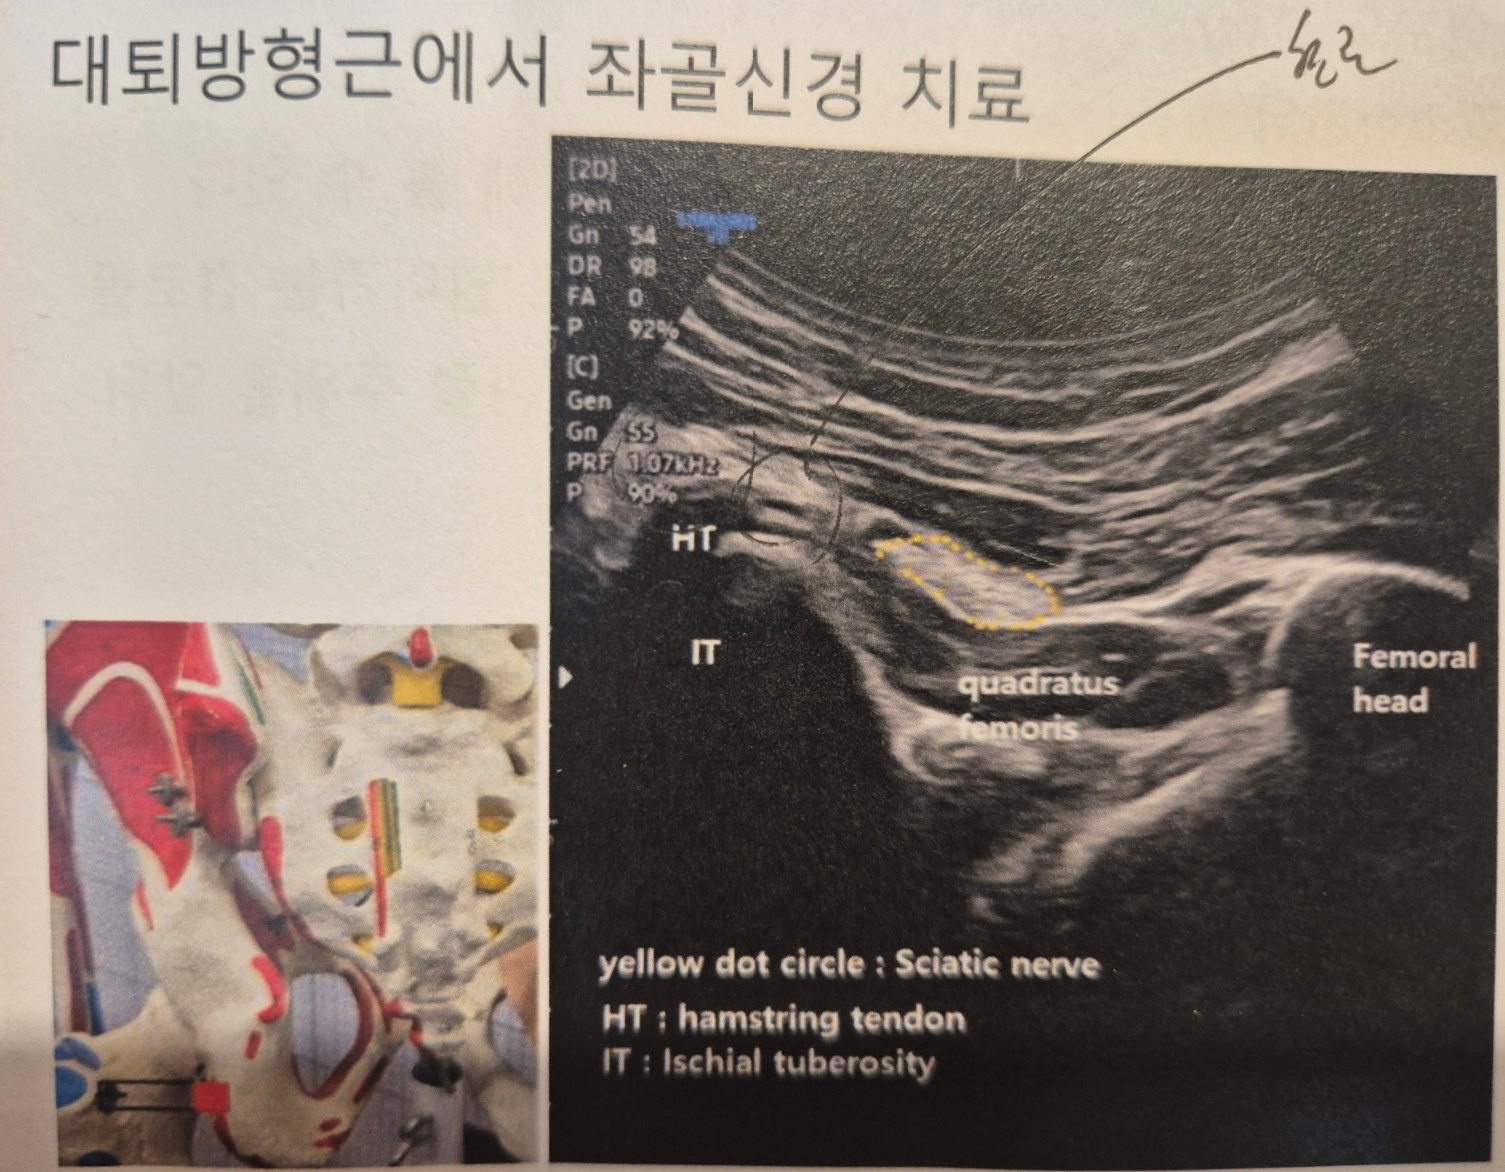 대퇴방형근에서 좌골신경 치료
[2D]
Pen
Gn 54
DR 98
FA 0
P 92%
[C]
Gen
Gn 55
PRF 1.07kHz
P 90%
HT
IT
quadratus
femoris
Femoral
head
yellow dot circle : Sciatic nerve
HT : hamstring tendon
IT : Ischial tuberosity